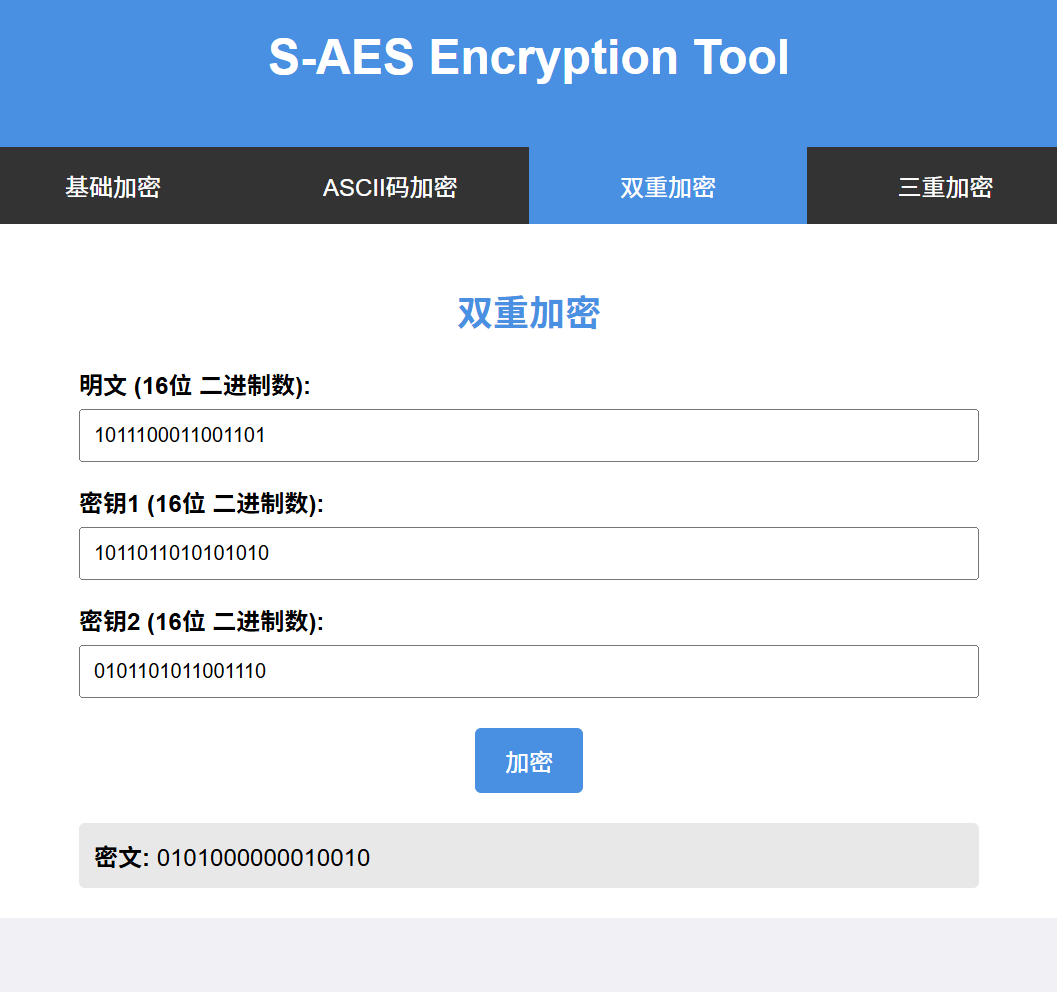 S-AES Encryption Tool
基础加密 ASCII码加密 双重加密 三重加密
双重加密
明文 (16位 二进制数):
1011100011001101
密钥1 (16位 二进制数):
1011011010101010
密钥2 (16位 二进制数):
0101101011001110
加密
密文: 0101000000010010